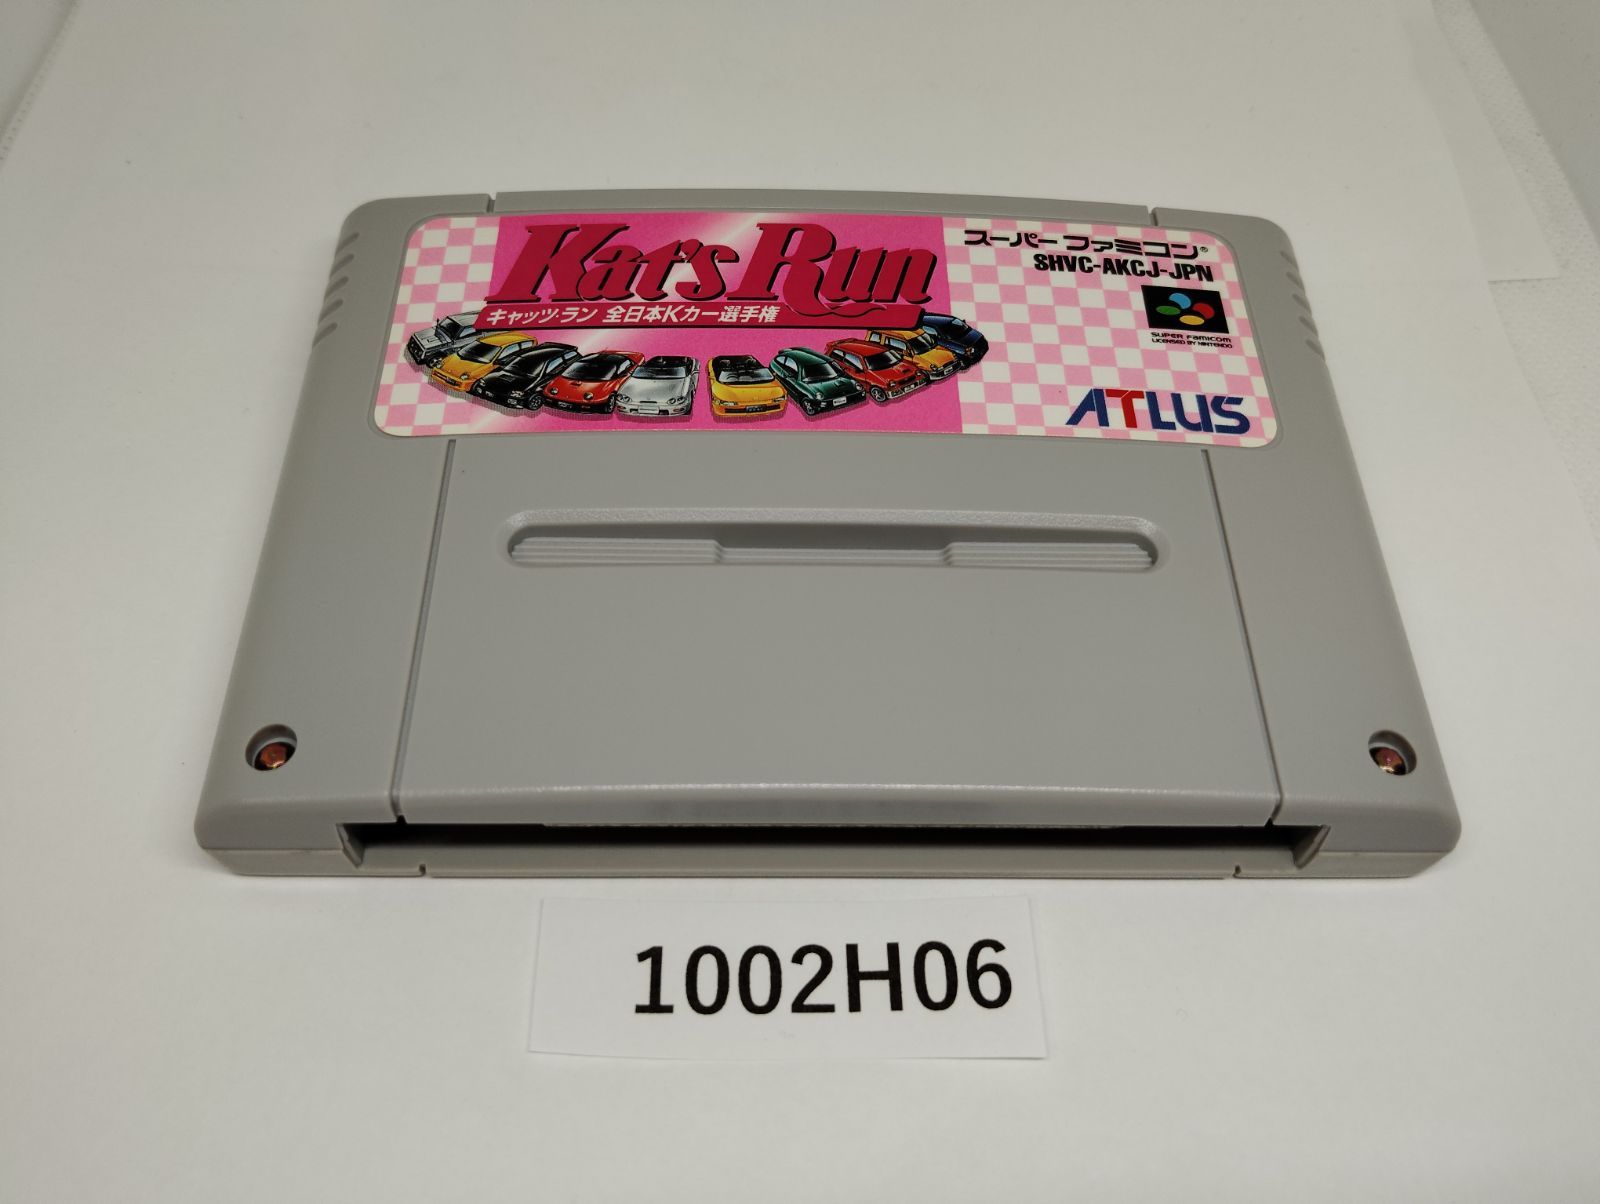 Kat's Run
キャッツ・ラン 全日本Kカー選手権
スーパーファミコン®
SHVC-AKCJ-JPN
SUPER FAMICOM
LICENSED BY NINTENDO
ATLUS
1002H06